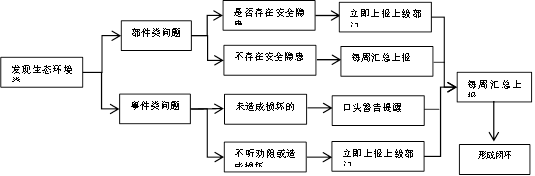 发现生态环境
部件类问题
事件类问题
是否存在安全隐
不存在安全隐患
未造成损坏的
不听劝阻或造
立即上报上级部
每周汇总上报
口头警告提醒
立即上报上级部
每周汇总上
形成闭环